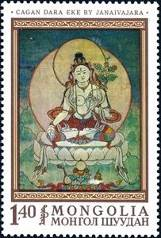 CAGAN DARA EKE BY JANAIVAJARA
1.40 MONGOLIA
МОНГОЛ ШУУДАН